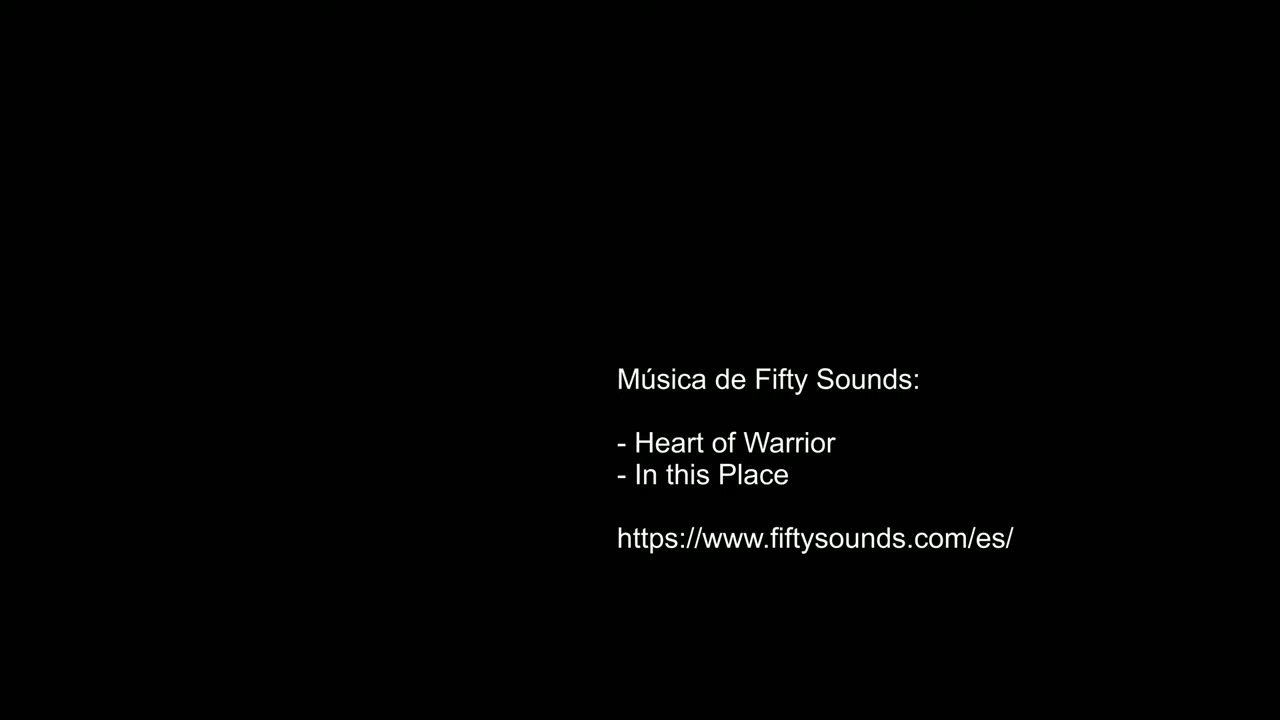 Música de Fifty Sounds:
- Heart of Warrior
- In this Place
https://www.fiftysounds.com/es/